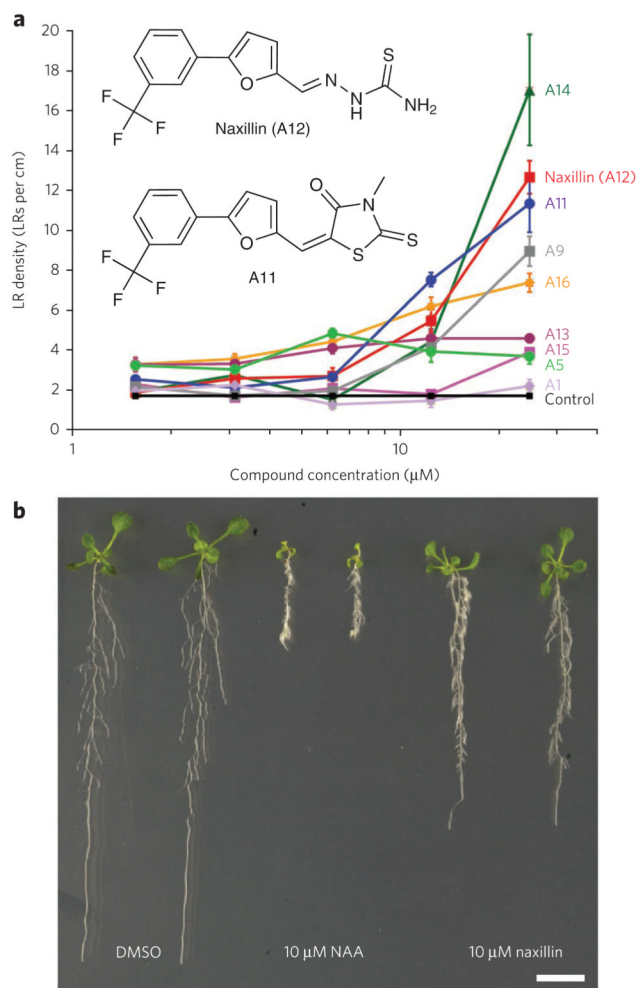 a
20
18
16
14
12
10
8
6
4
2
0
LR density (LRs per cm)
F
F
F
O
N
N
H
S
NH2
Naxillin (A12)
F
F
F
O
O
N
S
S
A11
A14
Naxillin (A12)
A11
A9
A16
A13
A15
A5
A1
Control
1
10
Compound concentration (μM)
b
DMSO
10 μM NAA
10 μM naxillin